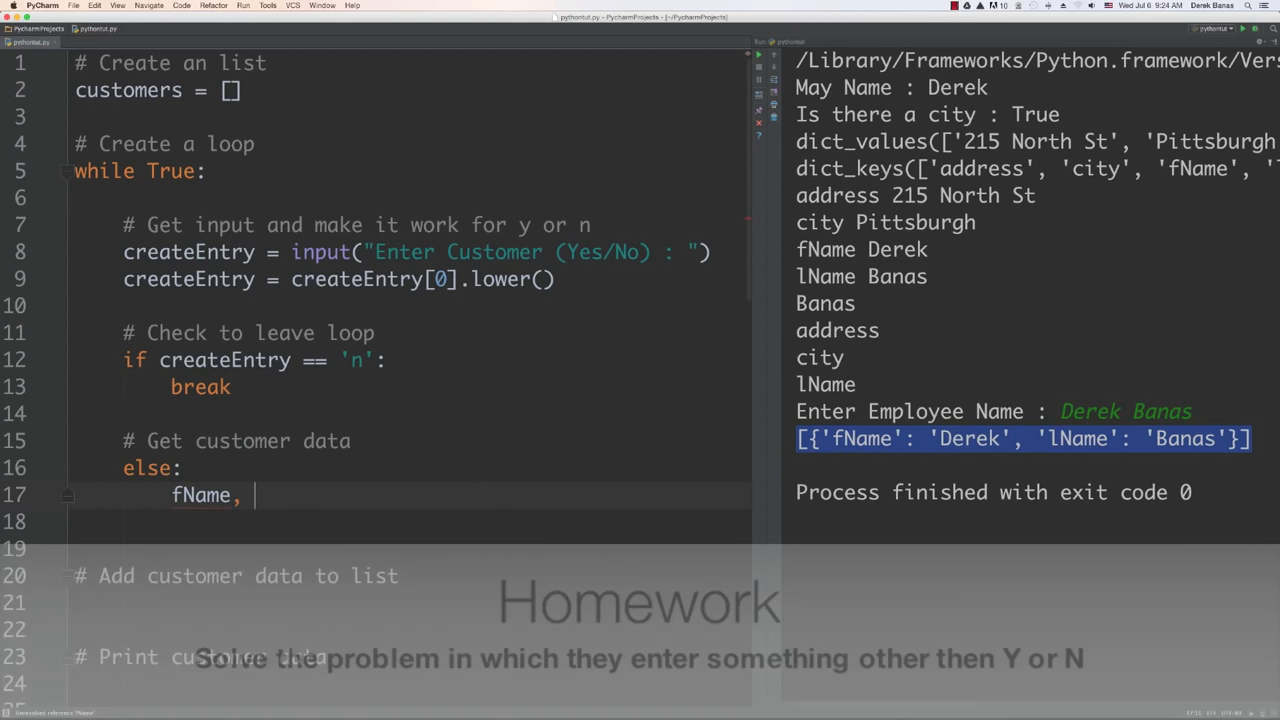 PyCharm File Edit View Navigate Code Refactor Run Tools VCS Window Help
10 Wed Jul 6 9:24 AM Derek Banas
pythontut.py - PyCharmProjects - [~/PycharmProjects]
PycharmProjects pythontut.py
pythontut
pythontut.py
Run pythontut
1 # Create an list
2 customers = []
3
4 # Create a loop
5 while True:
6
7 # Get input and make it work for y or n
8 createEntry = input("Enter Customer (Yes/No) : ")
9 createEntry = createEntry[0].lower()
10
11 # Check to leave loop
12 if createEntry == 'n':
13 break
14
15 # Get customer data
16 else:
17 fName,
18
19
20 # Add customer data to list
21
22
23 # Print customer data
24
25
/Library/Frameworks/Python.framework/Vers
May Name : Derek
Is there a city : True
dict_values(['215 North St', 'Pittsburgh
dict_keys(['address', 'city', 'fName', 'l
address 215 North St
city Pittsburgh
fName Derek
lName Banas
Banas
address
city
lName
Enter Employee Name : Derek Banas
[{'fName': 'Derek', 'lName': 'Banas'}]
Process finished with exit code 0
Homework
Solve the problem in which they enter something other then Y or N
Unresolved reference 'fName'